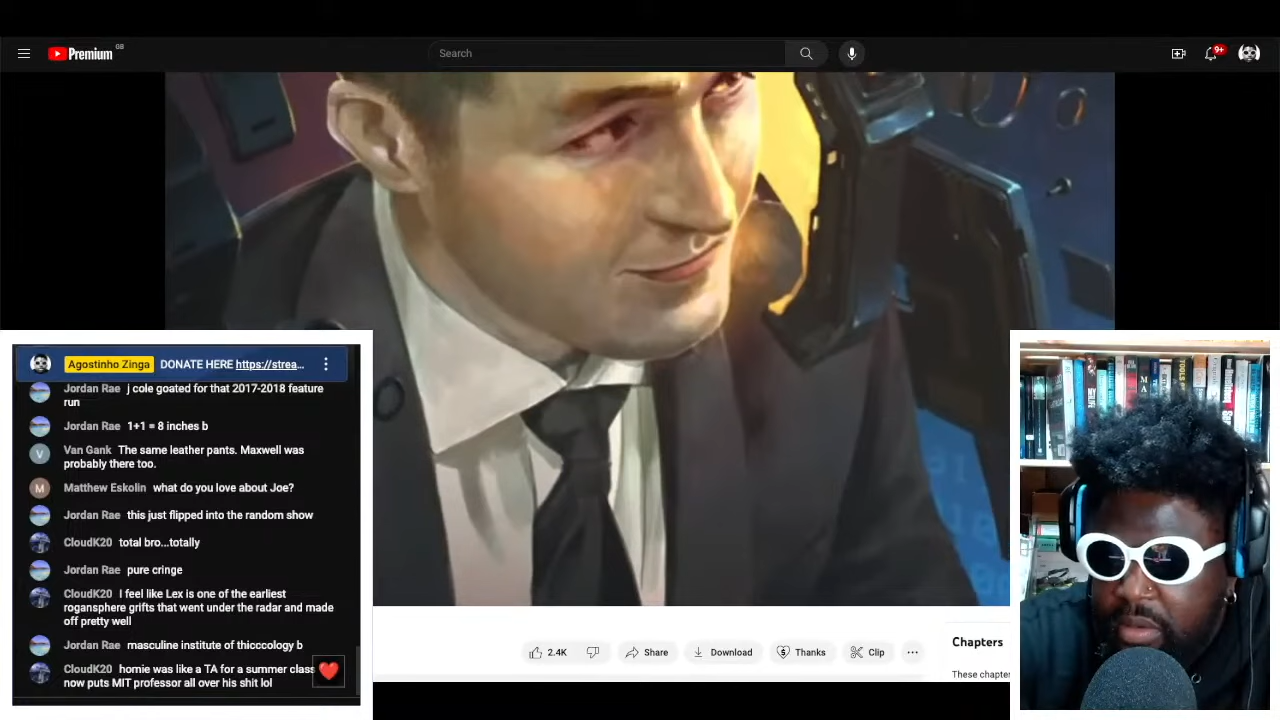 Premium GB
Search
9+
Agostinho Zinga DONATE HERE https://strea...
Jordan Rae j cole goated for that 2017-2018 feature
run
Jordan Rae 1+1 = 8 inches b
Van Gank The same leather pants. Maxwell was
probably there too.
Matthew Eskolin what do you love about Joe?
Jordan Rae this just flipped into the random show
CloudK20 total bro...totally
Jordan Rae pure cringe
CloudK20 I feel like Lex is one of the earliest
rogansphere grifts that went under the radar and made
off pretty well
Jordan Rae masculine institute of thicccology b
CloudK20 homie was like a TA for a summer class
now puts MIT professor all over his shit lol
2.4K Share Download Thanks Clip ...
Chapters
These chapter